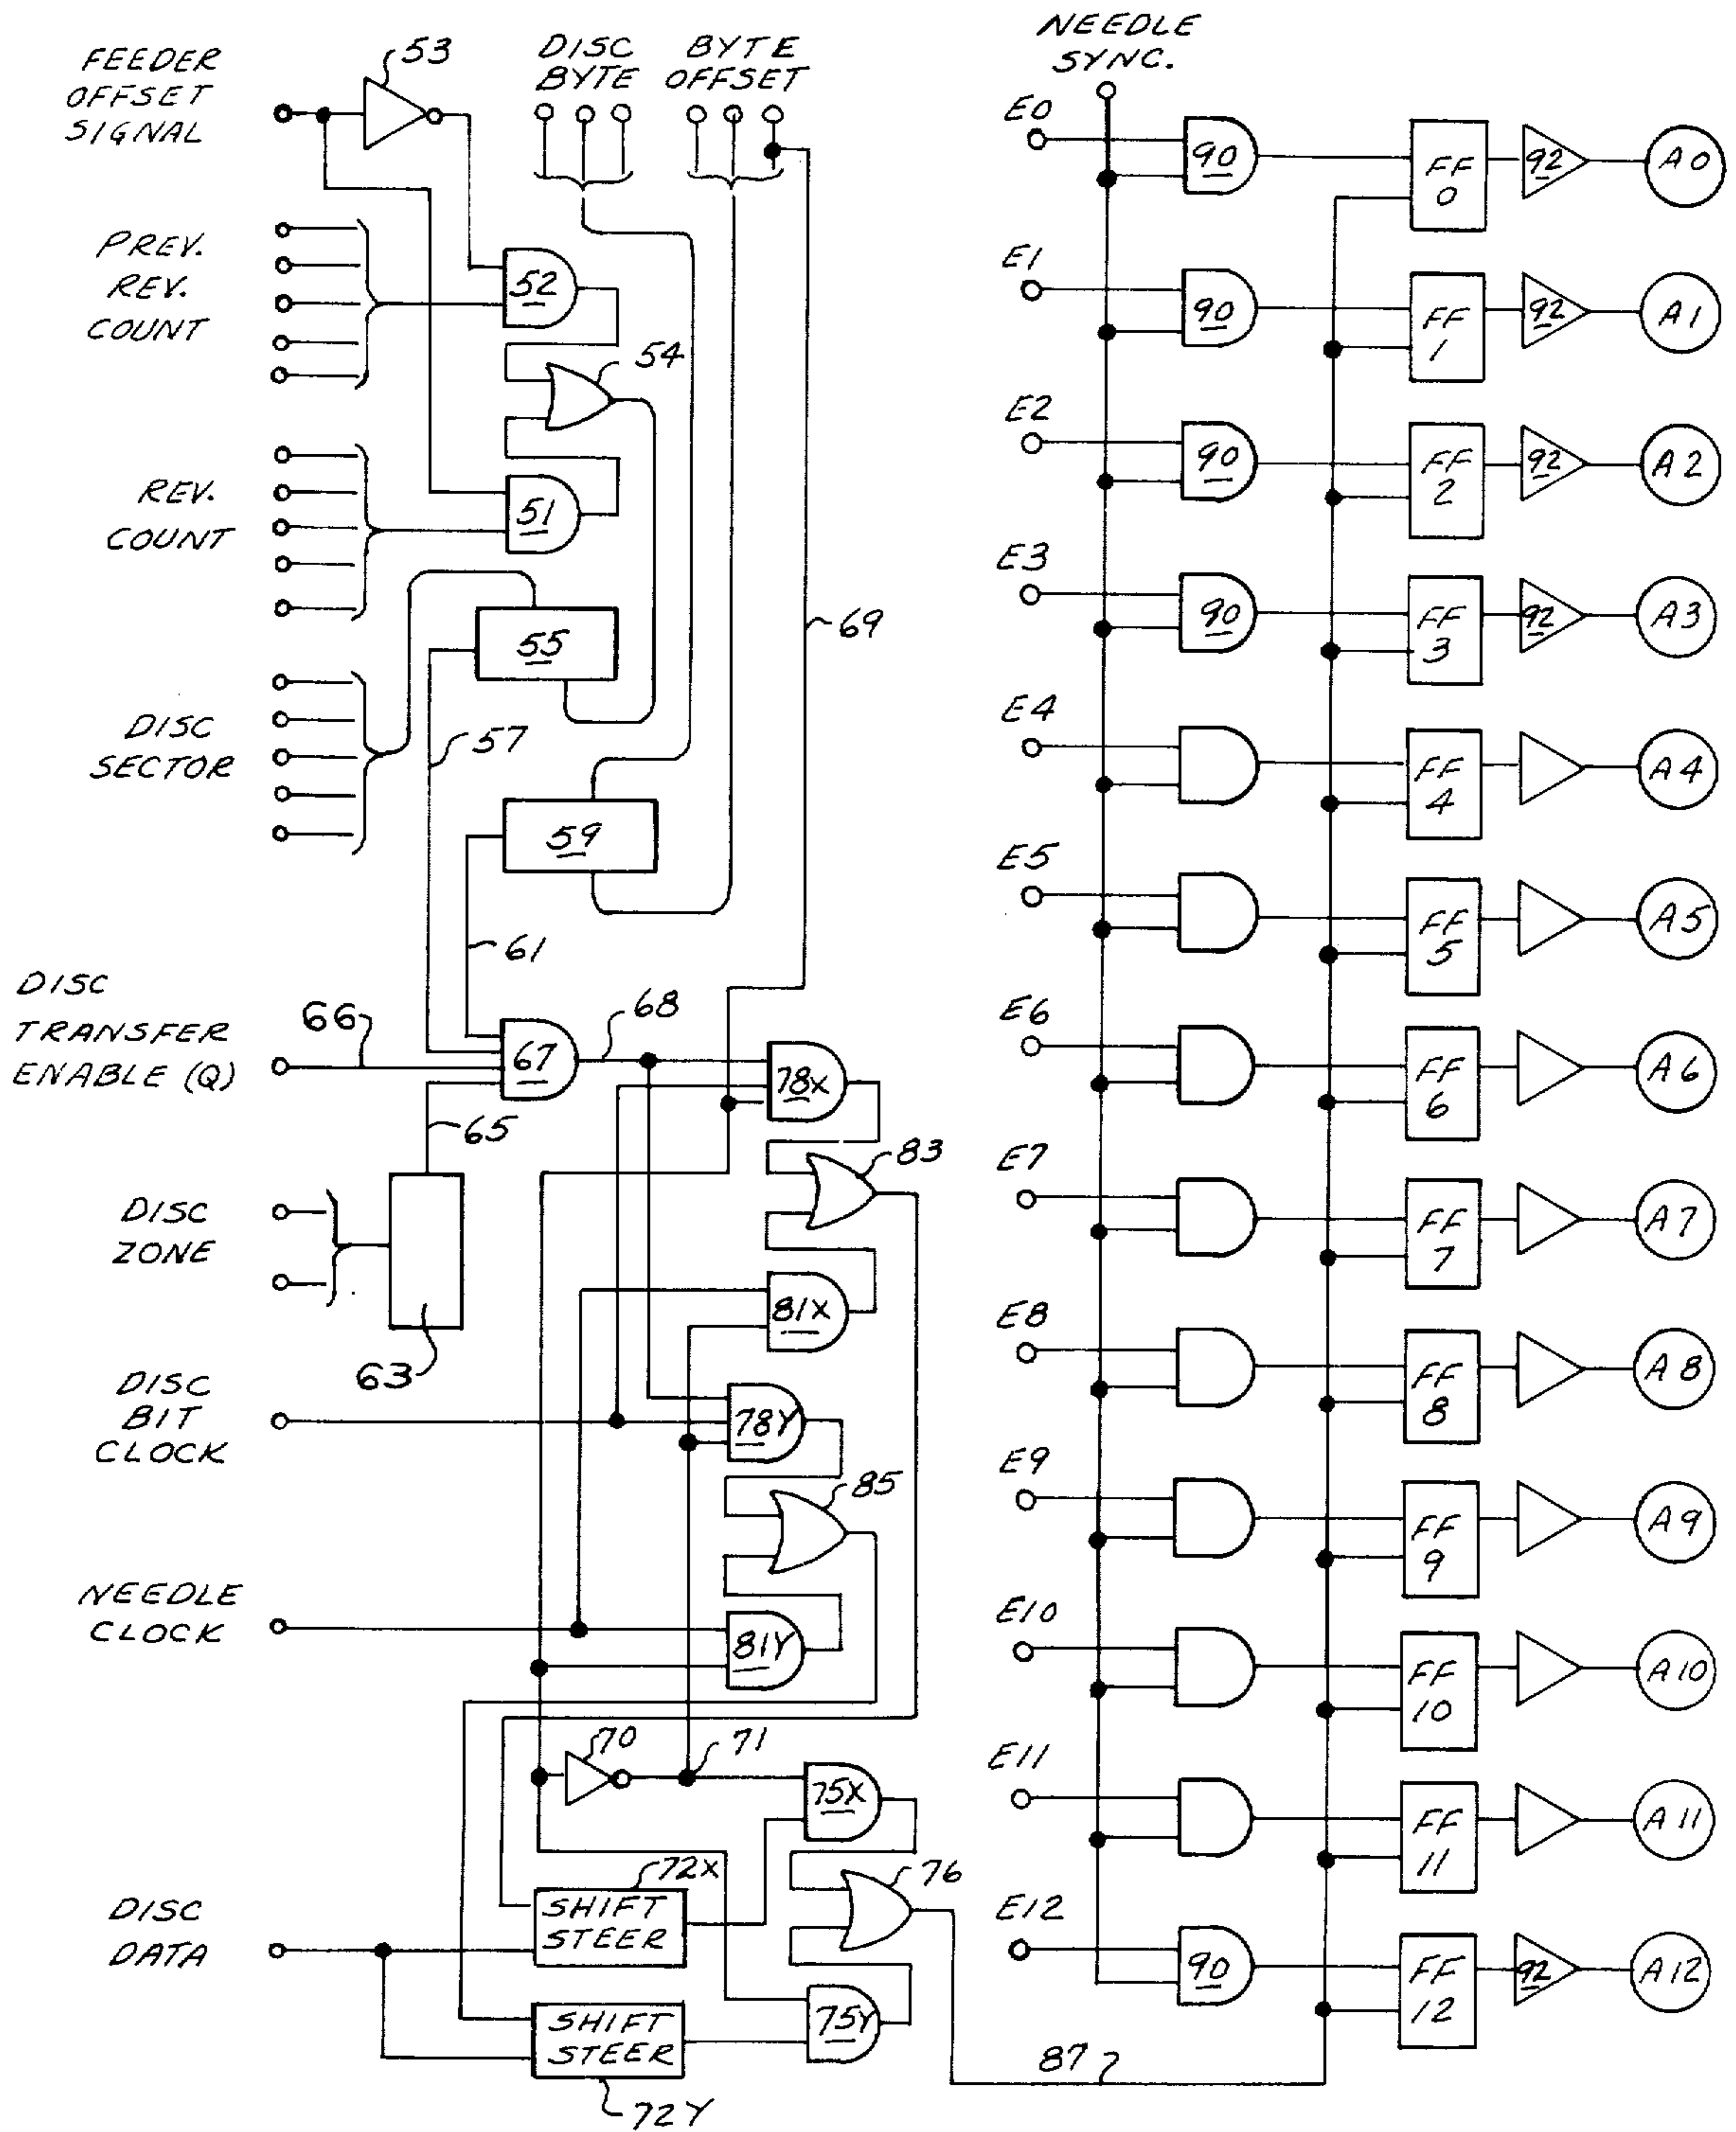 FEEDER
OFFSET
SIGNAL
53
DISC
BYTE
BYTE
OFFSET
NEEDLE
SYNC.
PREV.
REV.
COUNT
52
54
REV.
COUNT
51
55
69
DISC
SECTOR
57
59
61
DISC
TRANSFER
ENABLE (Q)
66
67
68
65
78X
83
DISC
ZONE
63
81X
DISC
BIT
CLOCK
78Y
85
NEEDLE
CLOCK
81Y
70
71
75X
72X
SHIFT
STEER
76
DISC
DATA
SHIFT
STEER
75Y
72Y
87
E0
90
FF
0
92
A0
E1
90
FF
1
92
A1
E2
90
FF
2
92
A2
E3
90
FF
3
92
A3
E4
FF
4
A4
E5
FF
5
A5
E6
FF
6
A6
E7
FF
7
A7
E8
FF
8
A8
E9
FF
9
A9
E10
FF
10
A10
E11
FF
11
A11
E12
90
FF
12
92
A12